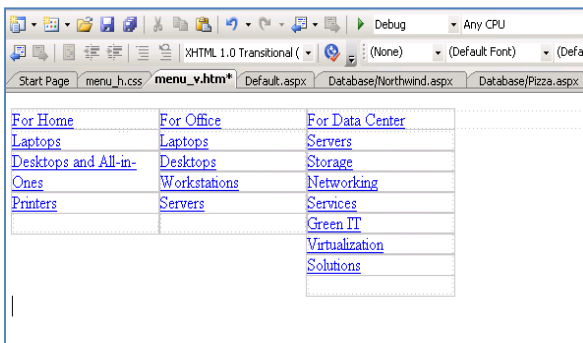 Debug Any CPU
XHTML 1.0 Transitional ( (None) (Default Font) (Defa
Start Page menu_h.css menu_v.htm* Default.aspx Database/Northwind.aspx Database/Pizza.aspx
For Home For Office For Data Center
Laptops Laptops Servers
Desktops and All-in- Desktops Storage
Ones Workstations Networking
Printers Servers Services
Green IT
Virtualization
Solutions